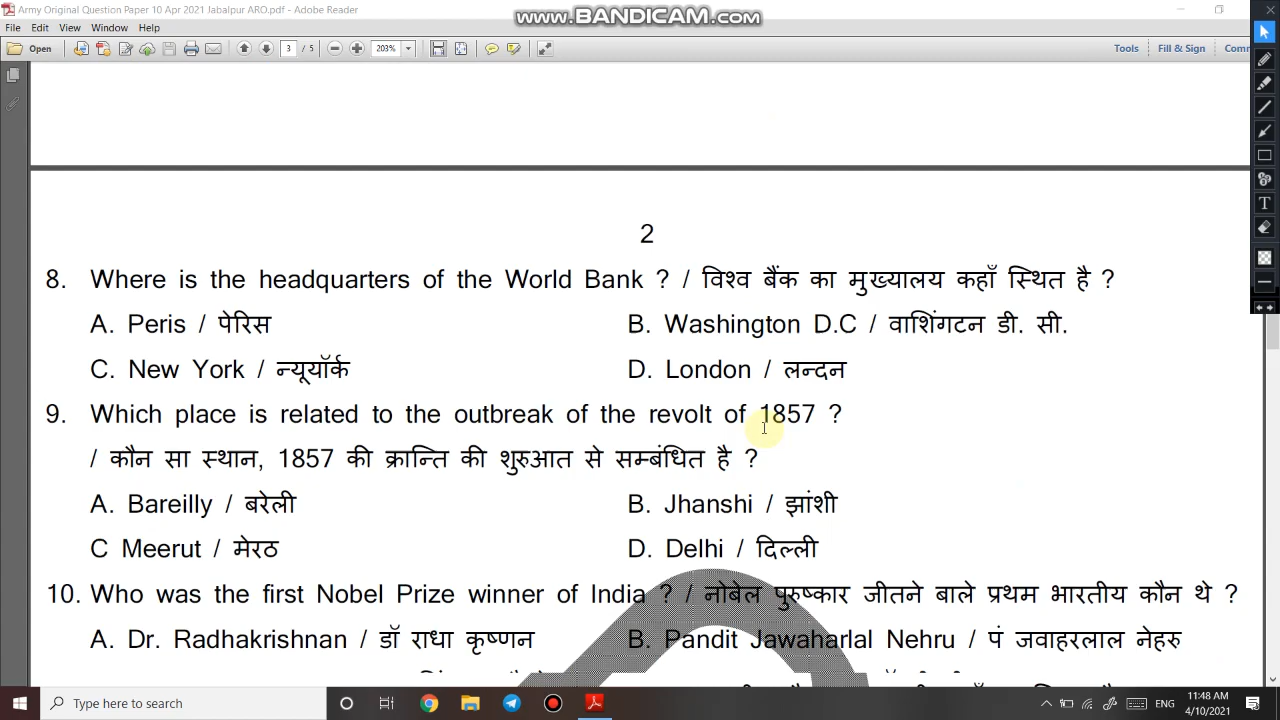 Army Original Question Paper 10 Apr 2021 Jabalpur ARO.pdf - Adobe Reader
www.BANDICAM.com
File Edit View Window Help
Open 3 / 5 203% Tools Fill & Sign Comm
2
8. Where is the headquarters of the World Bank ? / विश्व बैंक का मुख्यालय कहाँ स्थित है ?
A. Peris / पेरिस B. Washington D.C / वाशिंगटन डी. सी.
C. New York / न्यूयॉर्क D. London / लन्दन
9. Which place is related to the outbreak of the revolt of 1857 ?
/ कौन सा स्थान, 1857 की क्रान्ति की शुरुआत से सम्बंधित है ?
A. Bareilly / बरेली B. Jhanshi / झांशी
C Meerut / मेरठ D. Delhi / दिल्ली
10. Who was the first Nobel Prize winner of India ? / नोबेल पुरुष्कार जीतने बाले प्रथम भारतीय कौन थे ?
A. Dr. Radhakrishnan / डॉ राधा कृष्णन B. Pandit Jawaharlal Nehru / पं जवाहरलाल नेहरु
Type here to search ENG 11:48 AM
4/10/2021